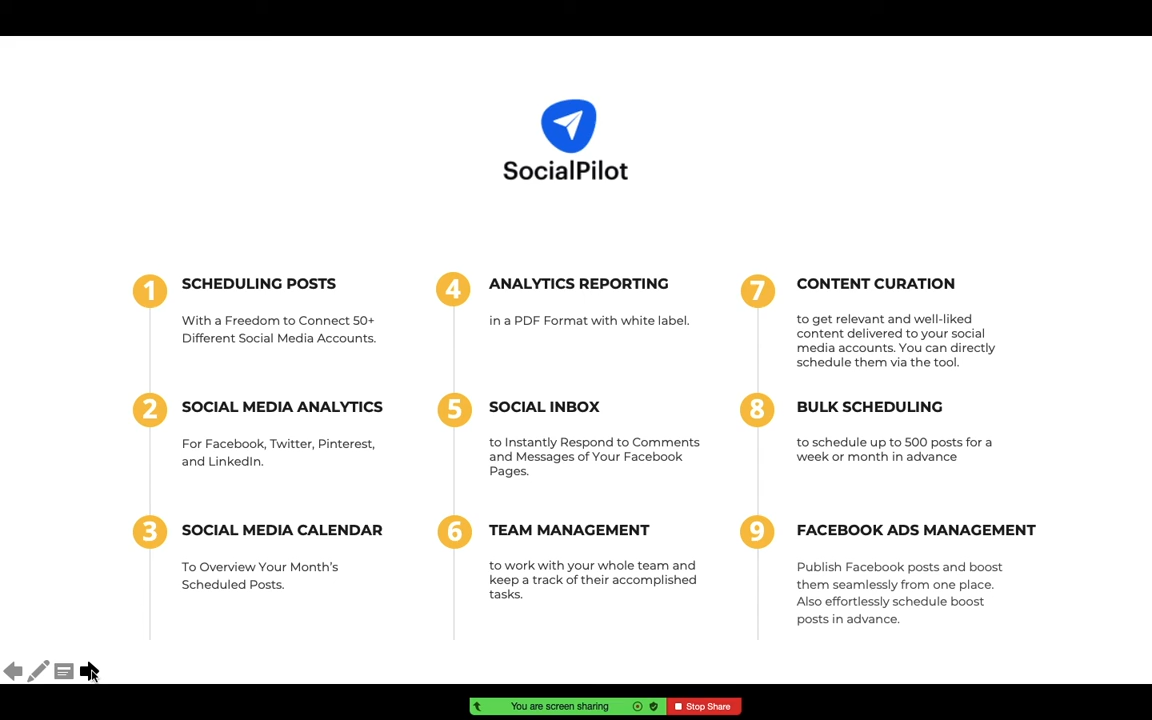 SocialPilot
1
SCHEDULING POSTS
With a Freedom to Connect 50+
Different Social Media Accounts.
2
SOCIAL MEDIA ANALYTICS
For Facebook, Twitter, Pinterest,
and LinkedIn.
3
SOCIAL MEDIA CALENDAR
To Overview Your Month's
Scheduled Posts.
4
ANALYTICS REPORTING
in a PDF Format with white label.
5
SOCIAL INBOX
to Instantly Respond to Comments
and Messages of Your Facebook
Pages.
6
TEAM MANAGEMENT
to work with your whole team and
keep a track of their accomplished
tasks.
7
CONTENT CURATION
to get relevant and well-liked
content delivered to your social
media accounts. You can directly
schedule them via the tool.
8
BULK SCHEDULING
to schedule up to 500 posts for a
week or month in advance
9
FACEBOOK ADS MANAGEMENT
Publish Facebook posts and boost
them seamlessly from one place.
Also effortlessly schedule boost
posts in advance.
You are screen sharing
Stop Share